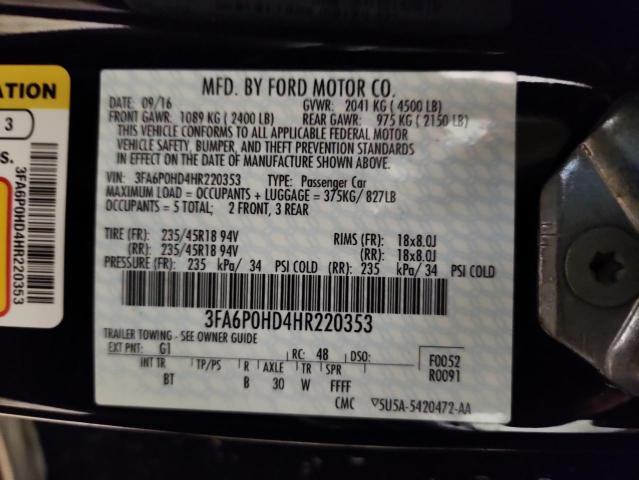 ATION
3
S.
3FA6P0HD4HR220353
MFD. BY FORD MOTOR CO.
DATE: 09/16 GVWR: 2041 KG ( 4500 LB)
FRONT GAWR: 1089 KG ( 2400 LB) REAR GAWR: 975 KG ( 2150 LB)
THIS VEHICLE CONFORMS TO ALL APPLICABLE FEDERAL MOTOR
VEHICLE SAFETY, BUMPER, AND THEFT PREVENTION STANDARDS
IN EFFECT ON THE DATE OF MANUFACTURE SHOWN ABOVE.
VIN: 3FA6P0HD4HR220353 TYPE: Passenger Car
MAXIMUM LOAD = OCCUPANTS + LUGGAGE = 375KG/ 827LB
OCCUPANTS = 5 TOTAL; 2 FRONT, 3 REAR
TIRE (FR): 235/45R18 94V RIMS (FR): 18x8.0J
(RR): 235/45R18 94V (RR): 18x8.0J
PRESSURE (FR): 235 kPa/ 34 PSI COLD (RR): 235 kPa/ 34 PSI COLD
3FA6P0HD4HR220353
TRAILER TOWING - SEE OWNER GUIDE
EXT PNT: G1 RC: 48 DSO: F0052
INT TR TP/PS R AXLE TR SPR R0091
BT B 30 W FFFF
CMC ▽5U5A-5420472-AA